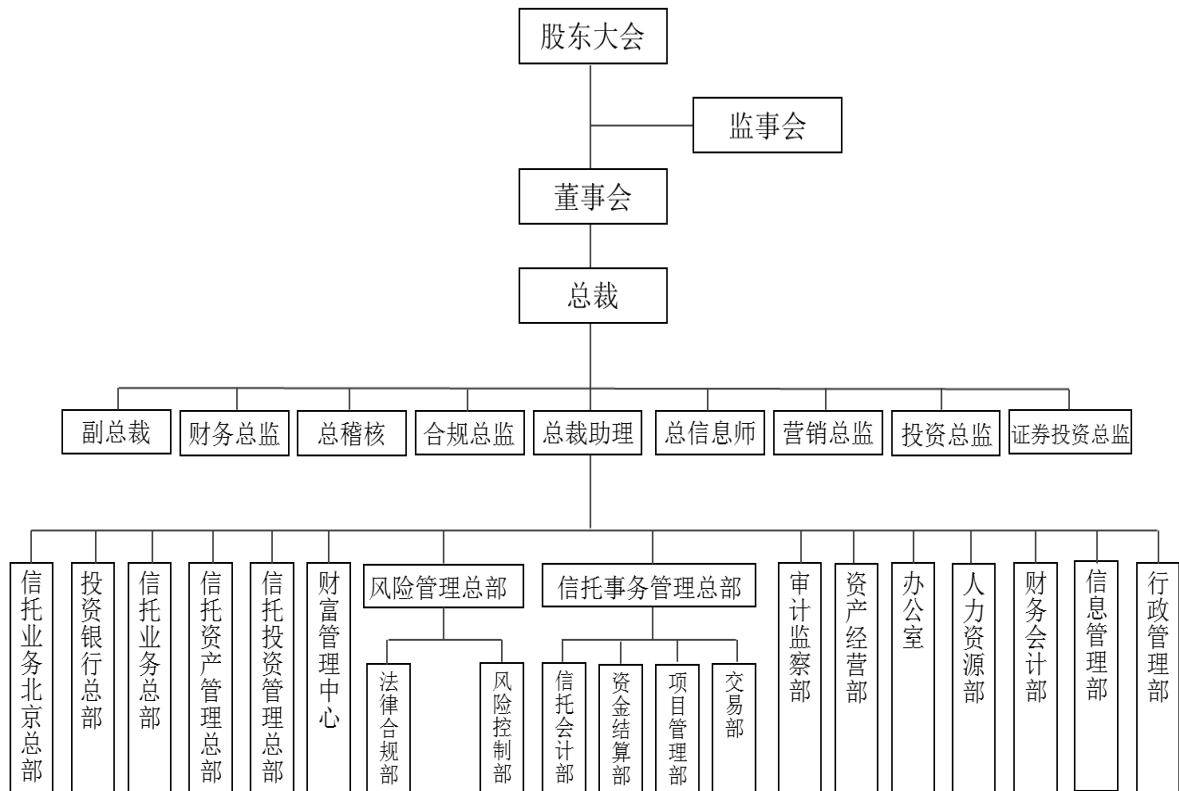 股东大会
监事会
董事会
总裁
副总裁
财务总监
总稽核
合规总监
总裁助理
总信息师
营销总监
投资总监
证券投资总监
信托业务北京总部
投资银行总部
信托业务总部
信托资产管理总部
信托投资管理总部
财富管理中心
风险管理总部
信托事务管理总部
审计监察部
资产经营部
办公室
人力资源部
财务会计部
信息管理部
行政管理部
法律合规部
风险控制部
信托会计部
资金结算部
项目管理部
交易部